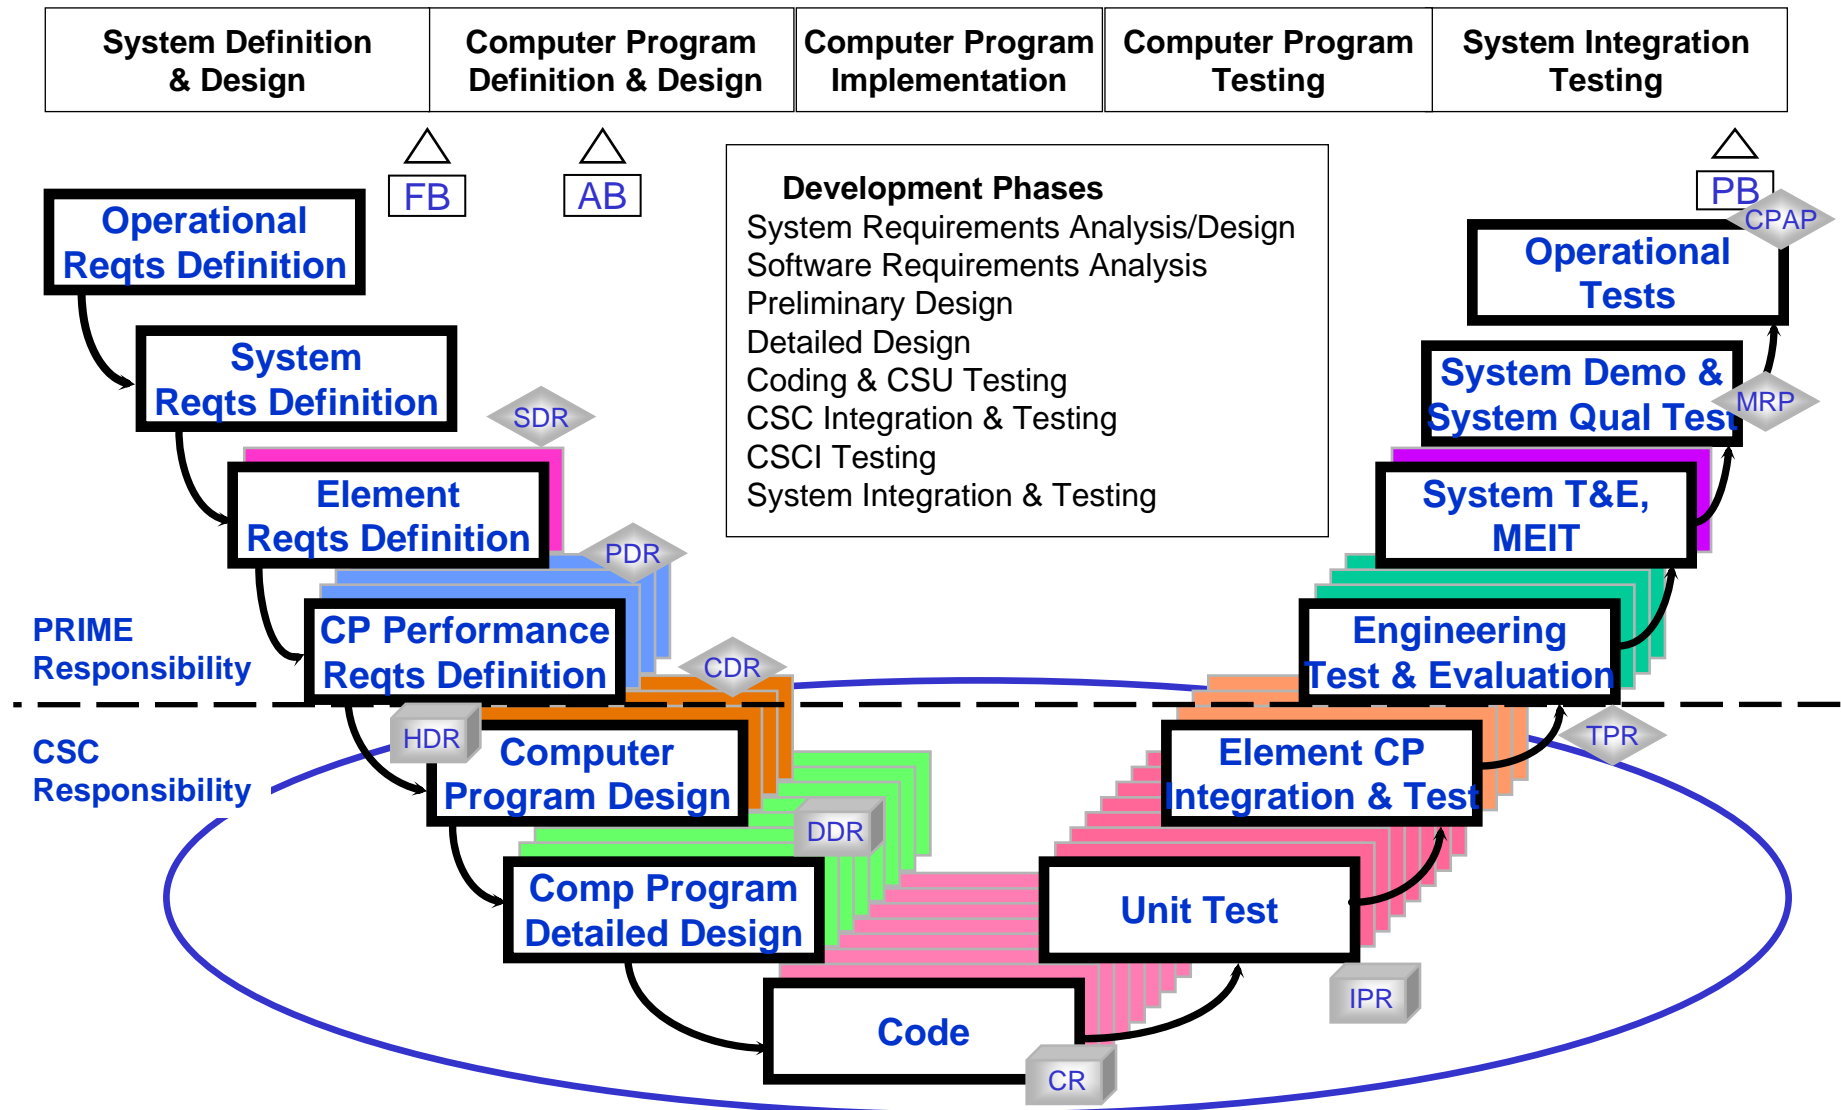 System Definition
& Design
Computer Program
Definition & Design
Computer Program
Implementation
Computer Program
Testing
System Integration
Testing
FB
AB
PB
CPAP
Development Phases
System Requirements Analysis/Design
Software Requirements Analysis
Preliminary Design
Detailed Design
Coding & CSU Testing
CSC Integration & Testing
CSCI Testing
System Integration & Testing
Operational
Reqts Definition
System
Reqts Definition
SDR
Element
Reqts Definition
PDR
CP Performance
Reqts Definition
CDR
PRIME
Responsibility
CSC
Responsibility
HDR
Computer
Program Design
DDR
Comp Program
Detailed Design
Code
CR
Unit Test
IPR
Element CP
Integration & Test
TPR
Engineering
Test & Evaluation
System T&E,
MEIT
System Demo &
System Qual Test
MRP
Operational
Tests